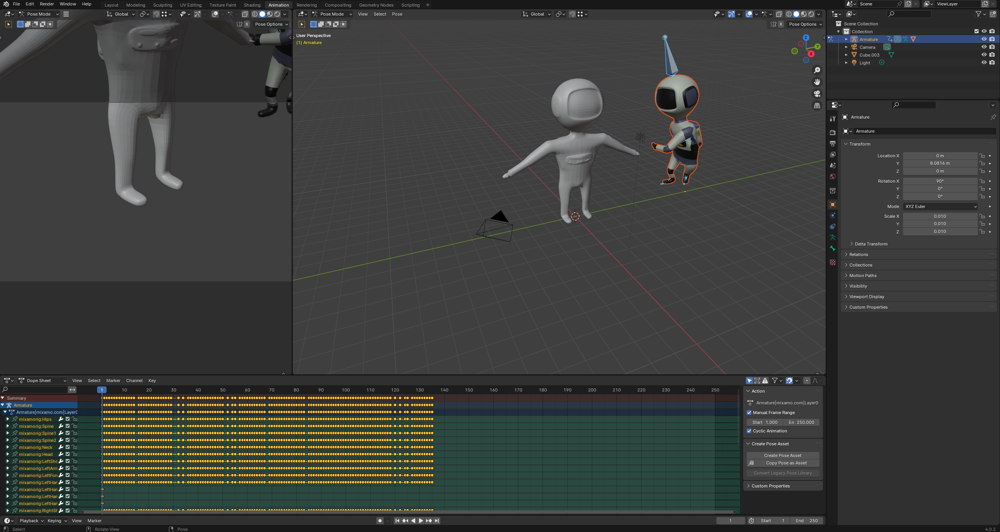 File Edit Render Window Help Layout Modeling Sculpting UV Editing Texture Paint Shading Animation Rendering Compositing Geometry Nodes Scripting + Scene ViewLayer
Pose Mode Global Pose Mode View Select Pose Global
X Pose Options X Pose Options
User Perspective
(1) Armature
Z
Y
X
Scene Collection
Collection
Armature
Camera
Cube.003
Light
Armature
Armature
Transform
Location X 0 m
Y 8.0816 m
Z 0 m
Rotation X 90°
Y 0°
Z 0°
Mode XYZ Euler
Scale X 0.010
Y 0.010
Z 0.010
Delta Transform
Relations
Collections
Motion Paths
Visibility
Viewport Display
Custom Properties
Dope Sheet View Select Marker Channel Key
1 10 20 30 40 50 60 70 80 90 100 110 120 130 140 150 160 170 180 190 200 210 220 230 240 250
Summary
Armature
Armature|mixamo.com|Layer0
mixamorig:Hips
mixamorig:Spine
mixamorig:Spine1
mixamorig:Spine2
mixamorig:Neck
mixamorig:Head
mixamorig:LeftSho
mixamorig:LeftArm
mixamorig:LeftFor
mixamorig:LeftHan
mixamorig:LeftHan
mixamorig:LeftHan
mixamorig:LeftHan
mixamorig:RightSh
Action
Armature|mixamo.com|Layer0
Manual Frame Range
Start 1.000 En 250.000
Cyclic Animation
Create Pose Asset
Create Pose Asset
Copy Pose as Asset
Convert Legacy Pose Library
Custom Properties
Playback Keying View Marker 1 Start 1 End 250
Select Rotate View Pose 4.0.2